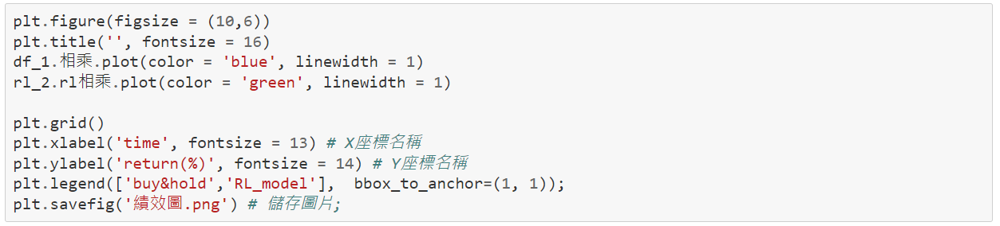 plt.figure(figsize = (10,6))
plt.title('', fontsize = 16)
df_1.相乘.plot(color = 'blue', linewidth = 1)
rl_2.rl相乘.plot(color = 'green', linewidth = 1)
plt.grid()
plt.xlabel('time', fontsize = 13) # X座標名稱
plt.ylabel('return(%)', fontsize = 14) # Y座標名稱
plt.legend(['buy&hold','RL_model'],  bbox_to_anchor=(1, 1));
plt.savefig('績效圖.png') # 儲存圖片;